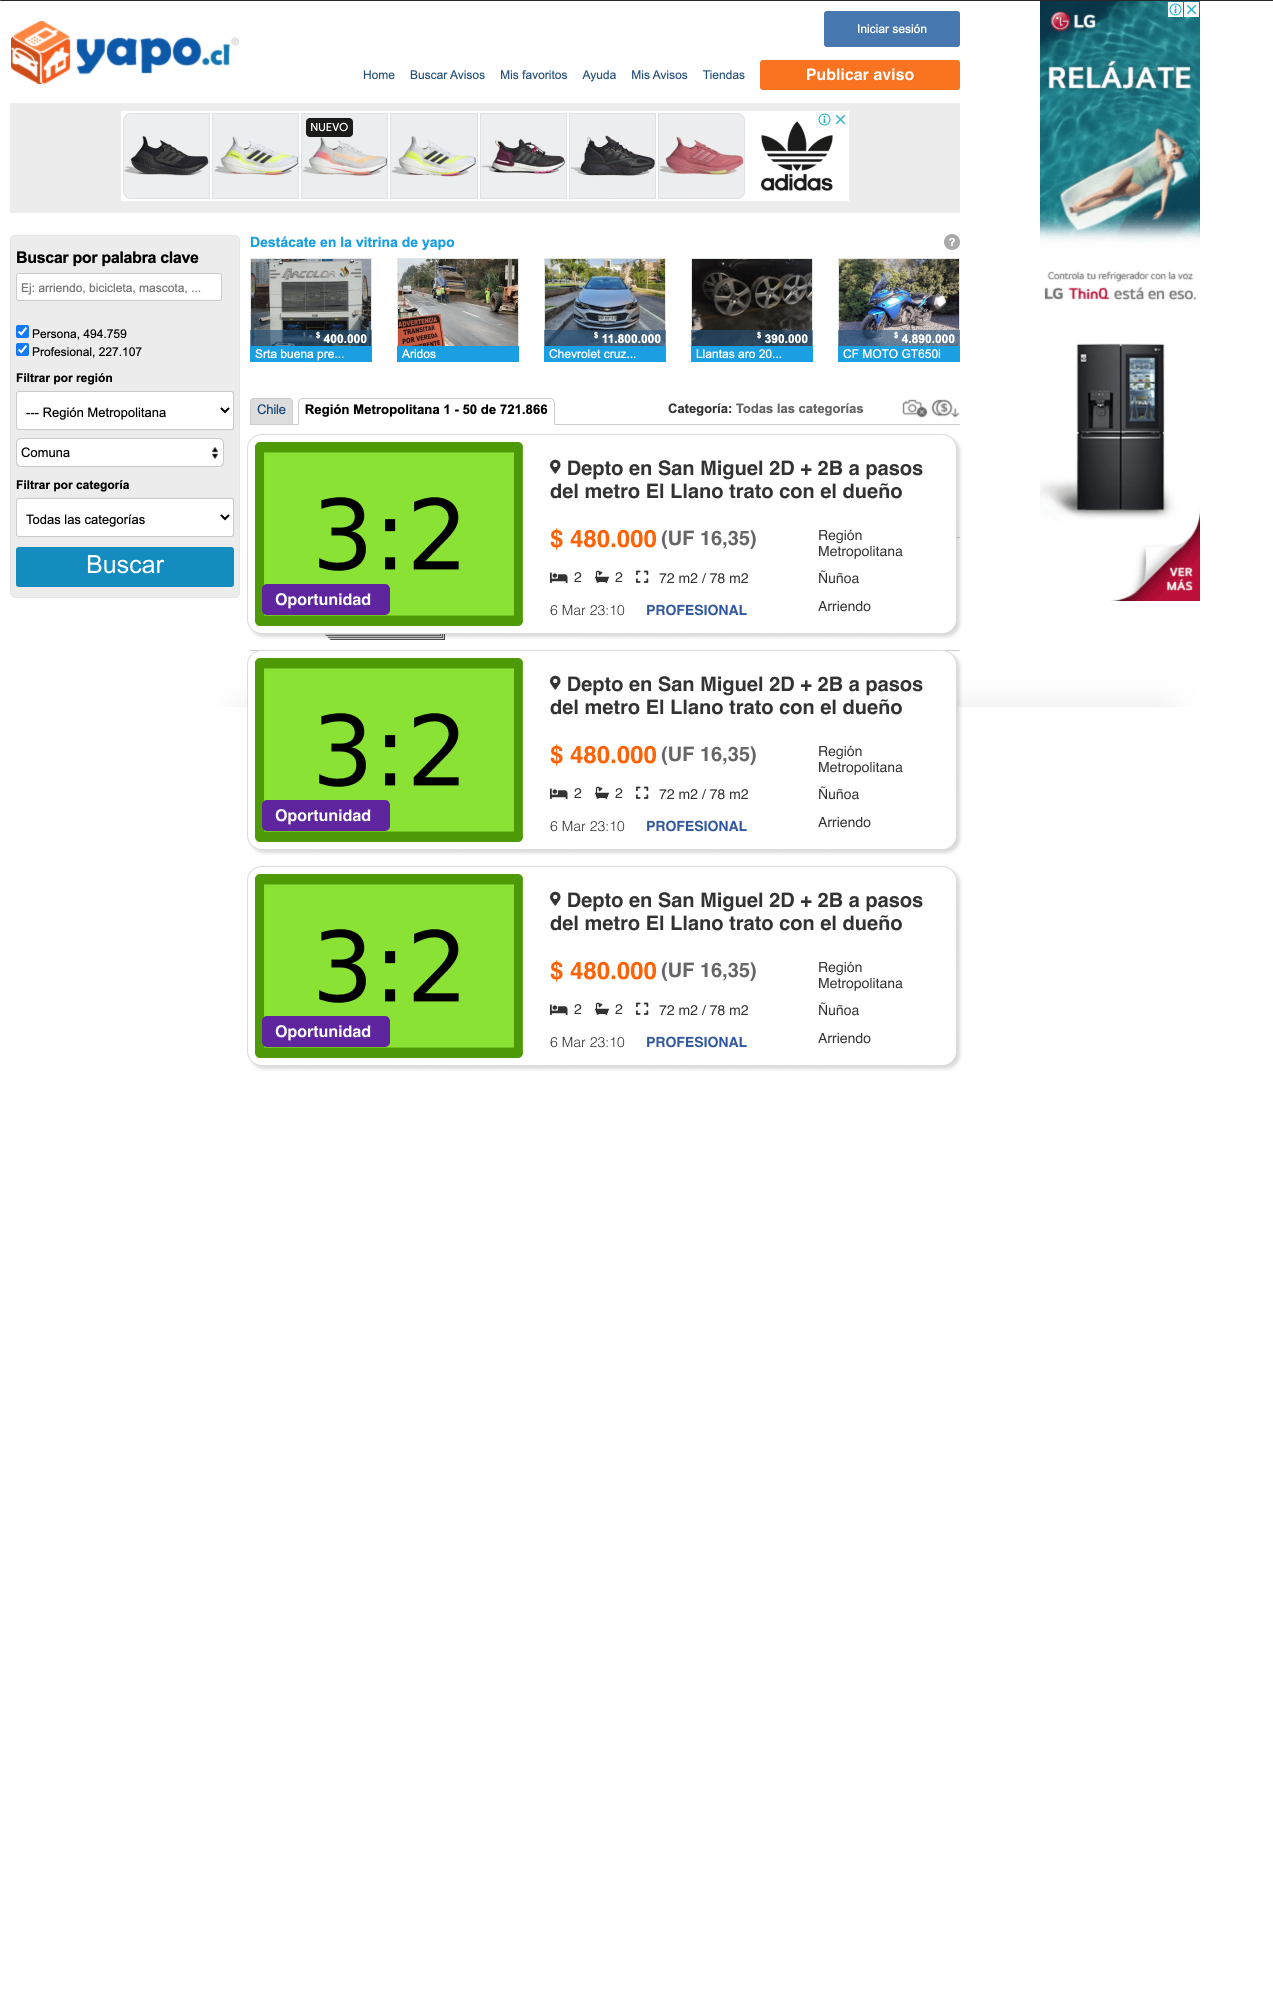 yapo.cl
Iniciar sesión
Home Buscar Avisos Mis favoritos Ayuda Mis Avisos Tiendas
Publicar aviso
NUEVO
adidas
LG
RELÁJATE
Controla tu refrigerador con la voz
LG ThinQ está en eso.
VER
MÁS
Buscar por palabra clave
Ej: arriendo, bicicleta, mascota, ...
Persona, 494.759
Profesional, 227.107
Filtrar por región
--- Región Metropolitana
Comuna
Filtrar por categoría
Todas las categorías
Buscar
Destácate en la vitrina de yapo
?
ARCOLOR
$ 400.000
Srta buena pre...
ADVERTENCIA
TRANSITAR
POR VEREDA
Aridos
$ 11.800.000
Chevrolet cruz...
$ 390.000
Llantas aro 20...
$ 4.890.000
CF MOTO GT650i
Chile
Región Metropolitana 1 - 50 de 721.866
Categoría: Todas las categorías
3:2
Oportunidad
Depto en San Miguel 2D + 2B a pasos
del metro El Llano trato con el dueño
$ 480.000 (UF 16,35)
2 2 72 m2 / 78 m2
6 Mar 23:10 PROFESIONAL
Región
Metropolitana
Ñuñoa
Arriendo
3:2
Oportunidad
Depto en San Miguel 2D + 2B a pasos
del metro El Llano trato con el dueño
$ 480.000 (UF 16,35)
2 2 72 m2 / 78 m2
6 Mar 23:10 PROFESIONAL
Región
Metropolitana
Ñuñoa
Arriendo
3:2
Oportunidad
Depto en San Miguel 2D + 2B a pasos
del metro El Llano trato con el dueño
$ 480.000 (UF 16,35)
2 2 72 m2 / 78 m2
6 Mar 23:10 PROFESIONAL
Región
Metropolitana
Ñuñoa
Arriendo